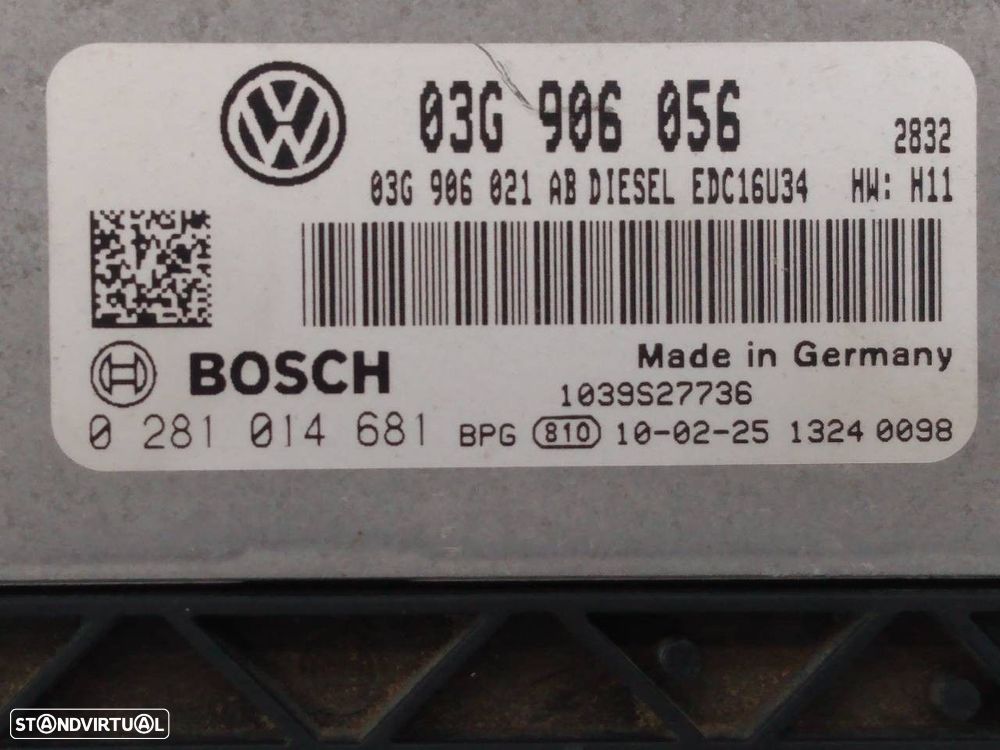 03G 906 056
2832
03G 906 021 AB DIESEL EDC16U34 HW: H11
Made in Germany
BOSCH
1039S27736
0 281 014 681 BPG 810 10-02-25 1324 0098
STANDVIRTUAL